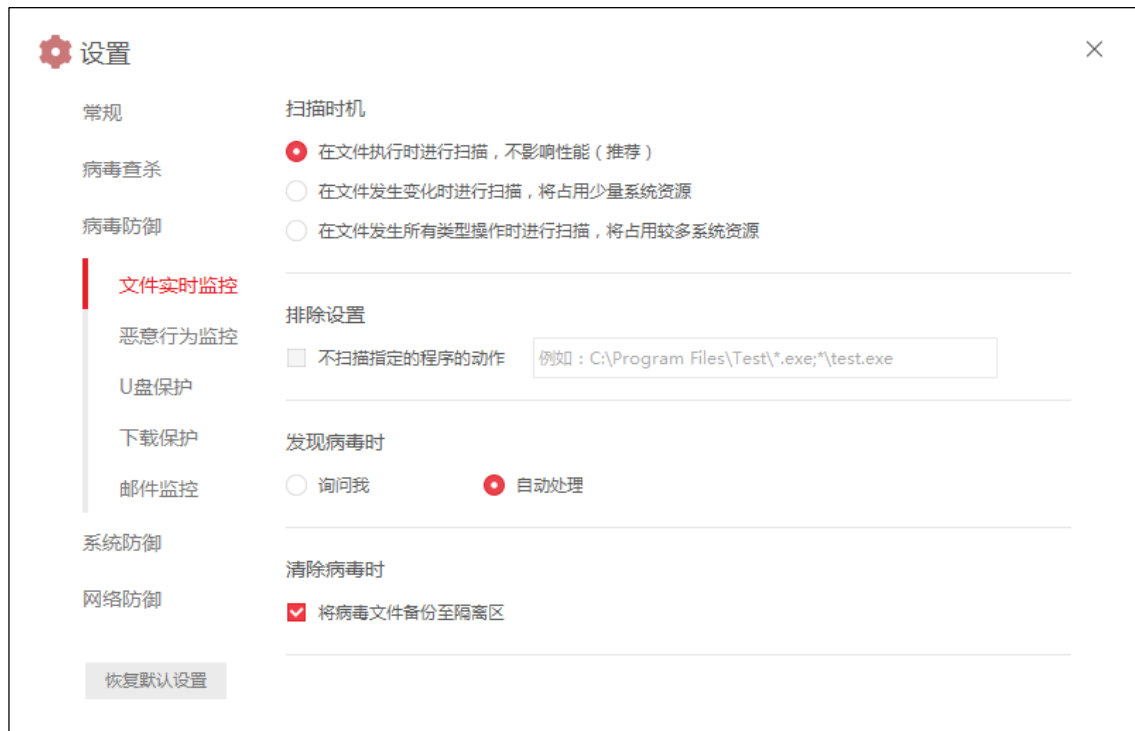 设置
常规
病毒查杀
病毒防御
文件实时监控
恶意行为监控
U盘保护
下载保护
邮件监控
系统防御
网络防御
恢复默认设置
扫描时机
在文件执行时进行扫描，不影响性能（推荐）
在文件发生变化时进行扫描，将占用少量系统资源
在文件发生所有类型操作时进行扫描，将占用较多系统资源
排除设置
不扫描指定的程序的动作 例如：C:\Program Files\Test\*.exe;*\test.exe
发现病毒时
询问我 自动处理
清除病毒时
将病毒文件备份至隔离区